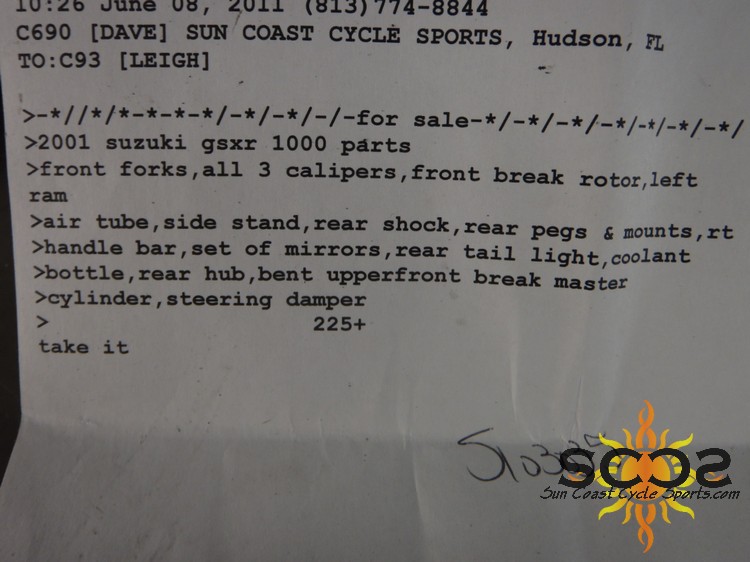 10:26 June 08, 2011 (813)774-8844
C690 [DAVE] SUN COAST CYCLE SPORTS, Hudson, FL
TO:C93 [LEIGH]
>-*//*/*-*-*-*/-*/-*/-/-for sale-*/-*/-*/-*/-*/-*/-*/
>2001 suzuki gsxr 1000 parts
>front forks,all 3 calipers,front break rotor,left
ram
>air tube,side stand,rear shock,rear pegs & mounts,rt
>handle bar,set of mirrors,rear tail light,coolant
>bottle,rear hub,bent upperfront break master
>cylinder,steering damper
> 225+
take it
SCCS
Sun Coast Cycle Sports.com